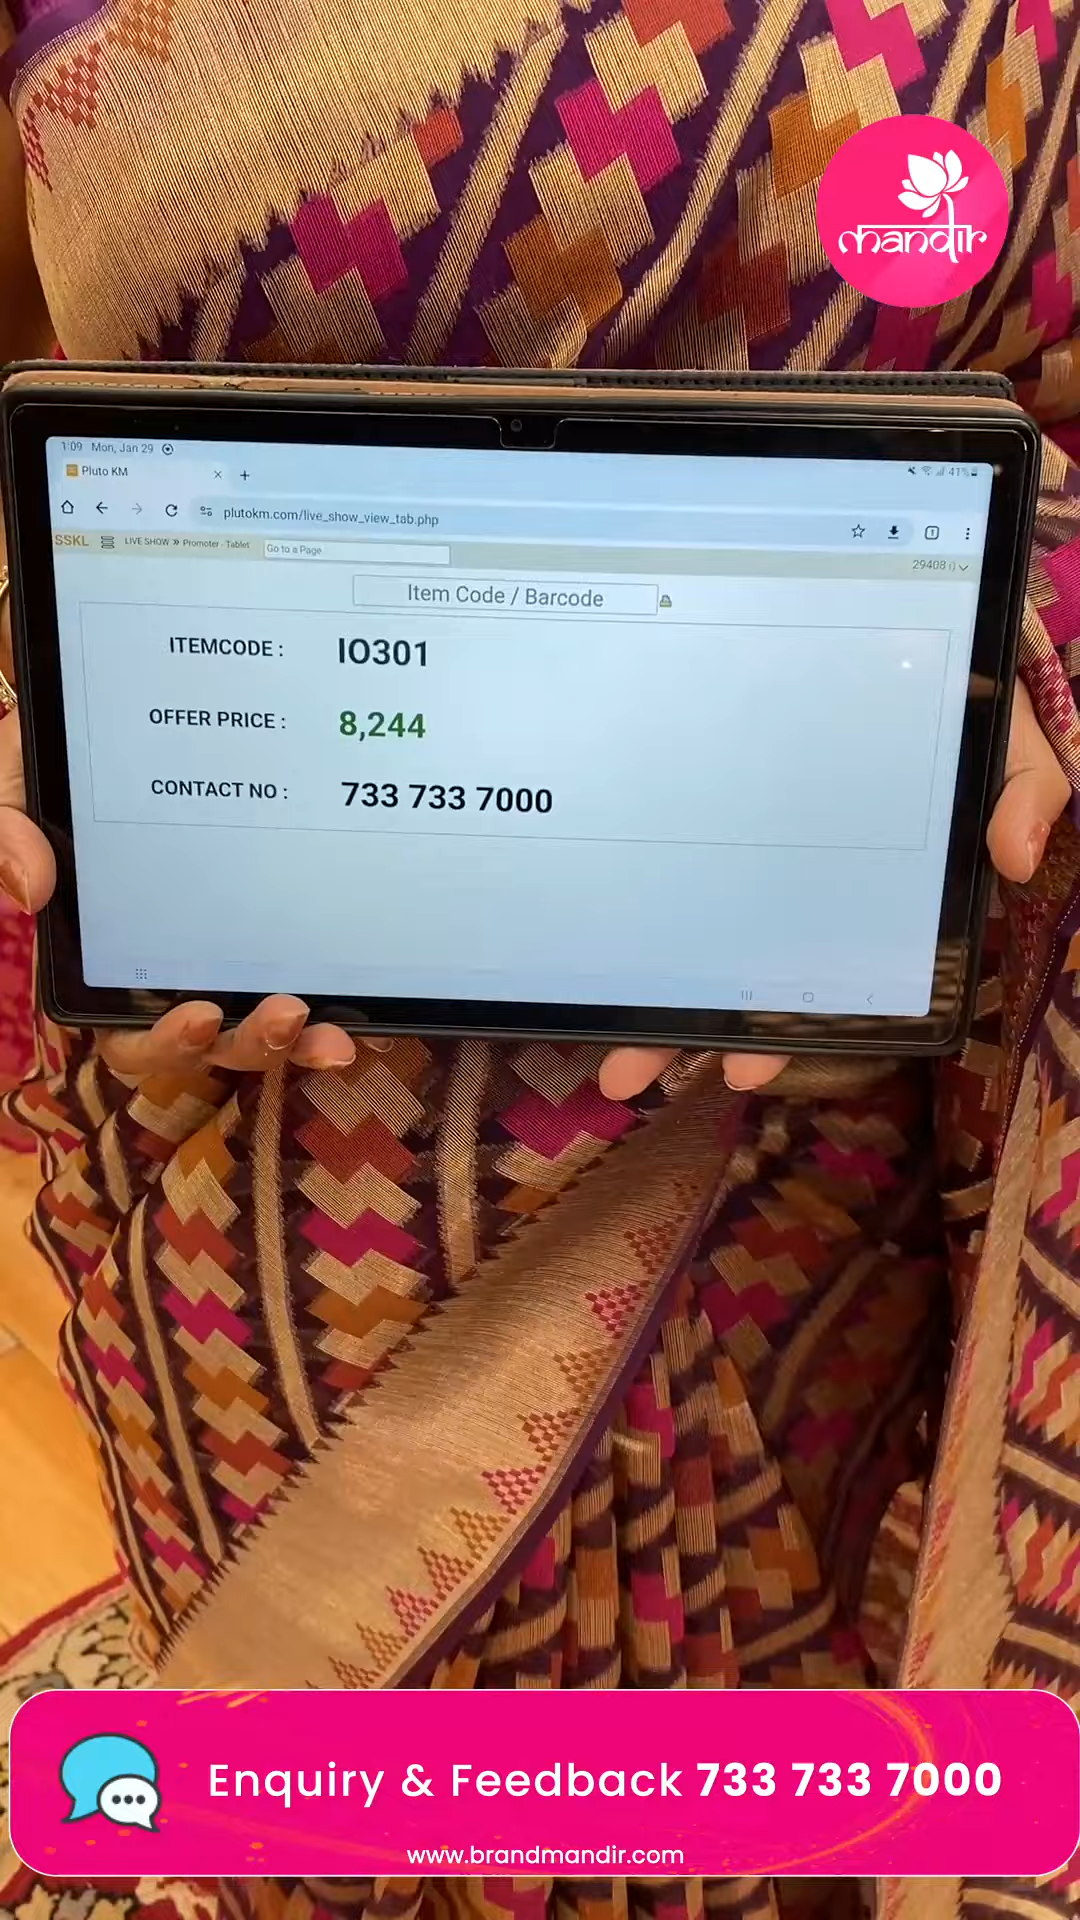 mandir
1:09 Mon, Jan 29
41%
Pluto KM
plutokm.com/live_show_view_tab.php
SSKL LIVE SHOW » Promoter - Tablet Go to a Page
29408 ()
Item Code / Barcode
ITEMCODE : IO301
OFFER PRICE : 8,244
CONTACT NO : 733 733 7000
Enquiry & Feedback 733 733 7000
www.brandmandir.com